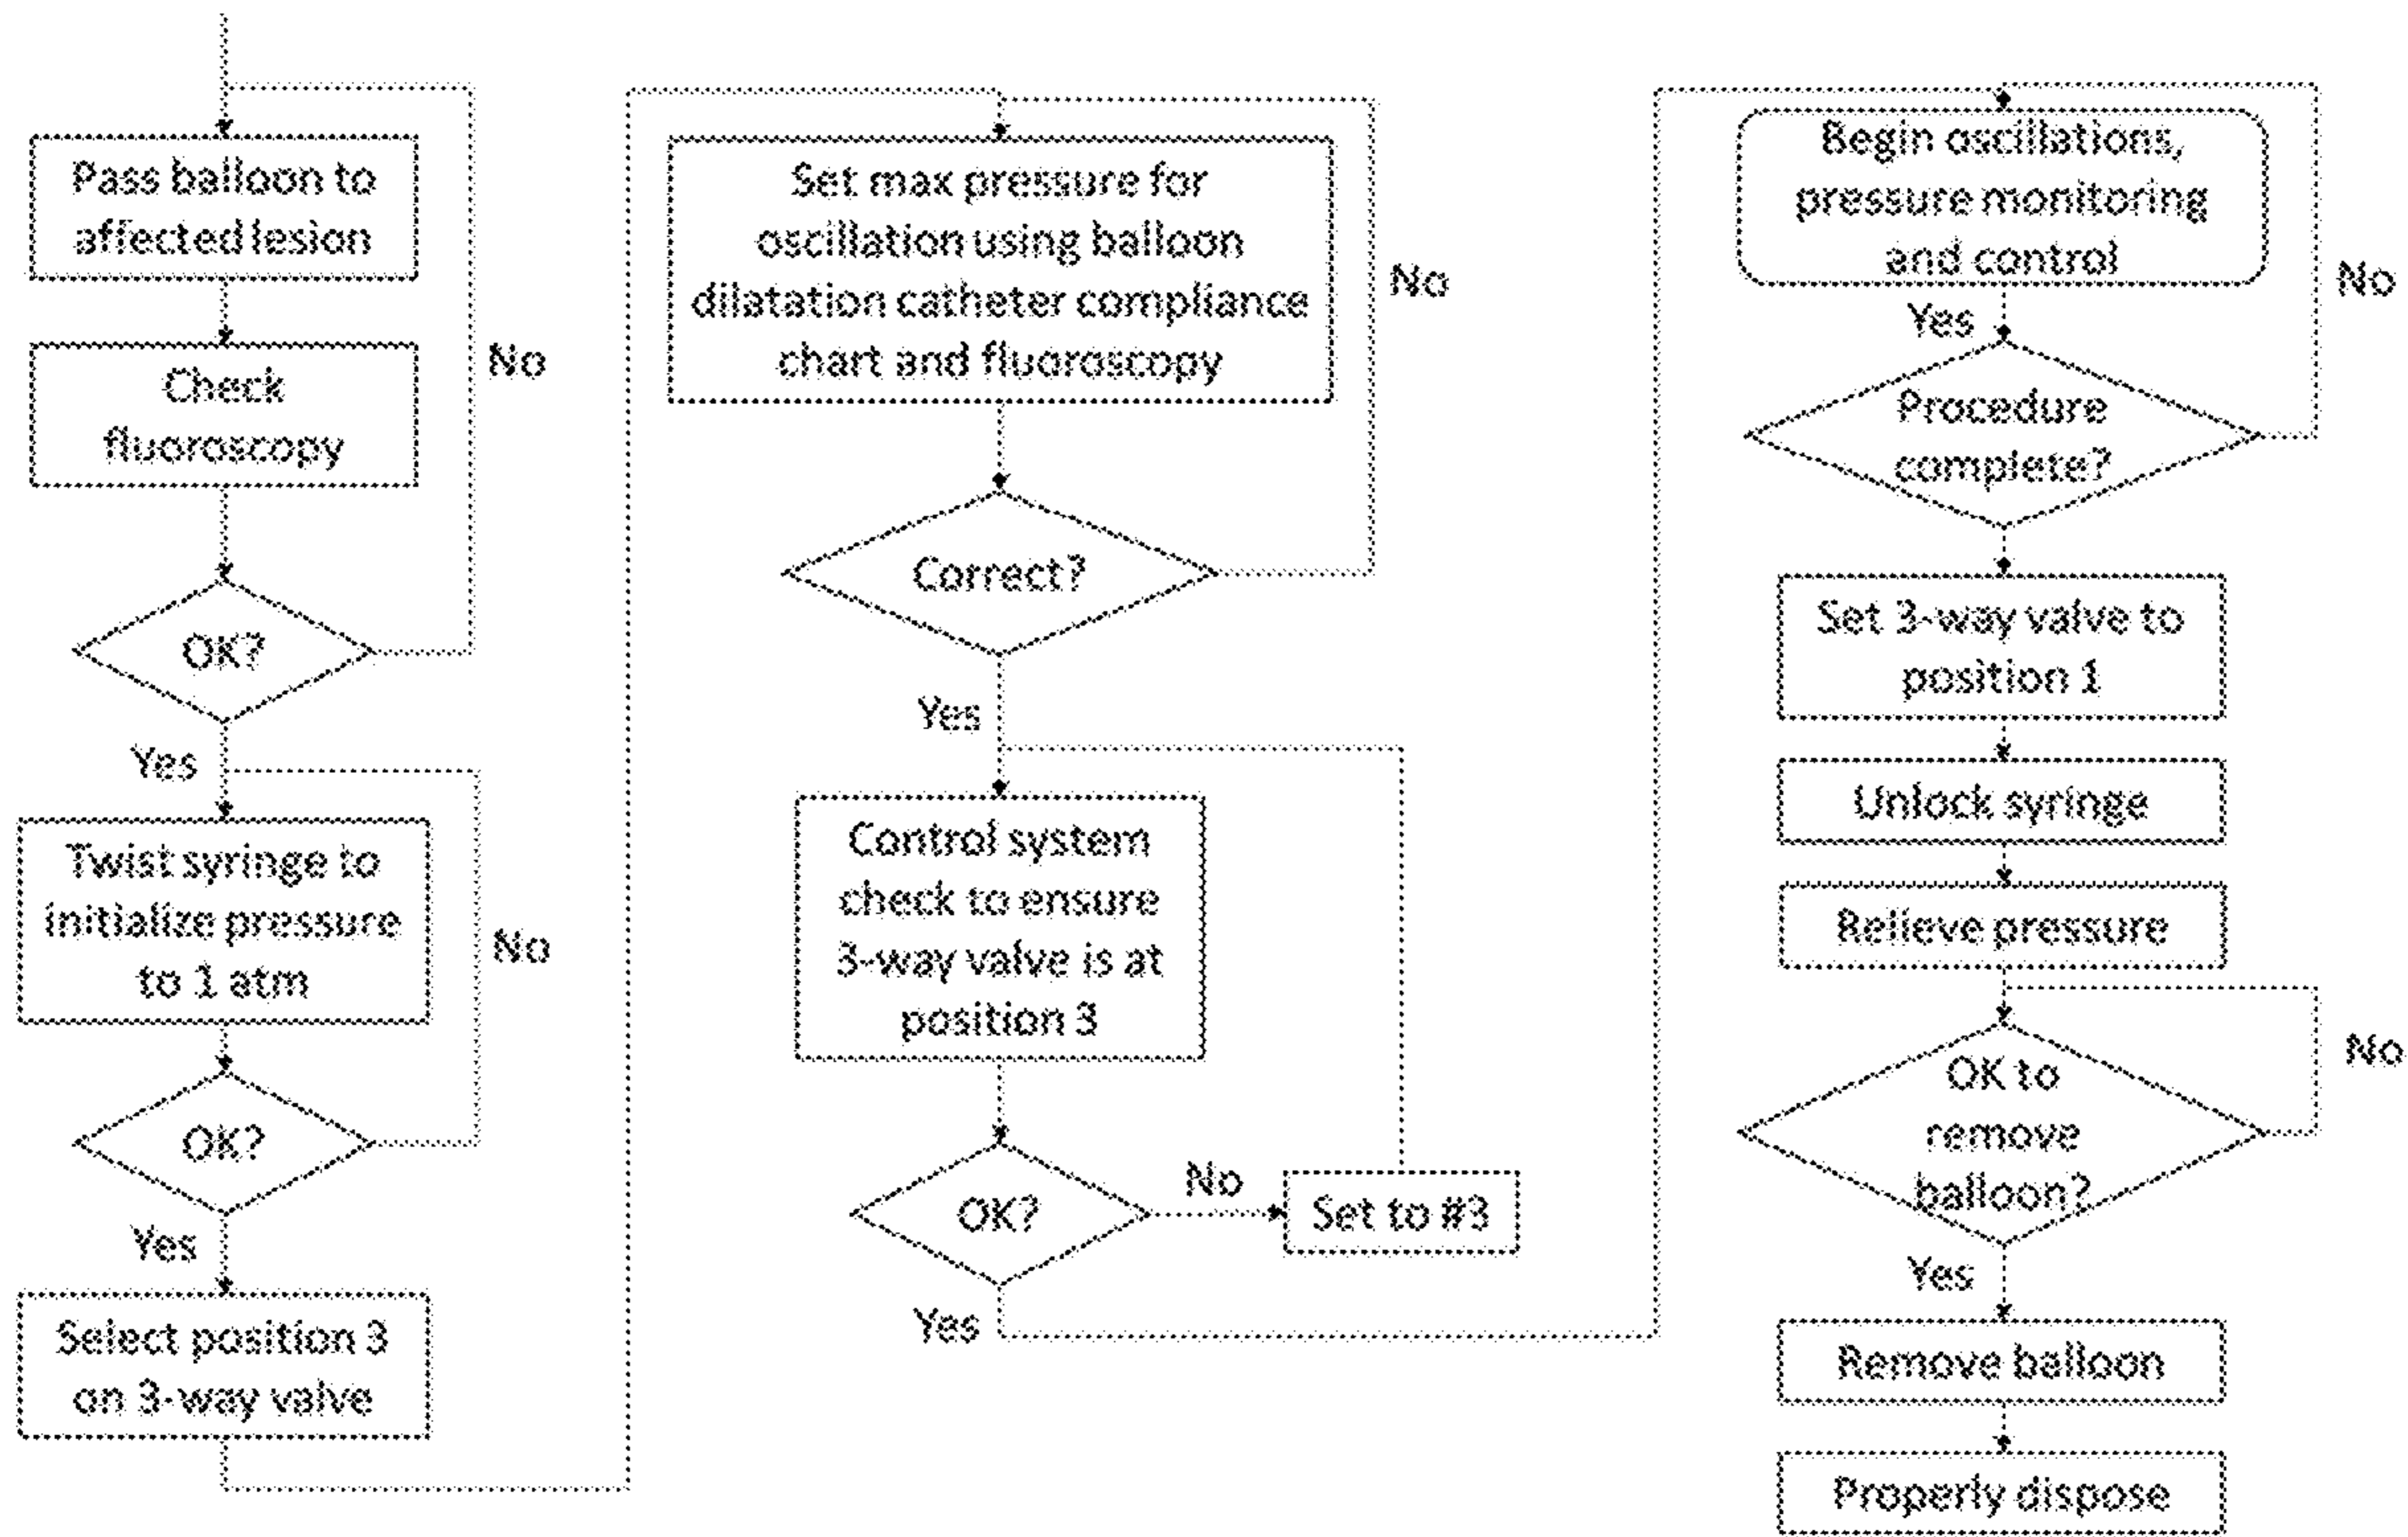 Pass balloon to
affected lesion
No
Check
fluoroscopy
OK?
Yes
Twist syringe to
initialize pressure
to 1 atm
No
OK?
Yes
Select position 3
on 3-way valve
Set max pressure for
oscillation using balloon
dilatation catheter compliance
chart and fluoroscopy
No
Correct?
Yes
Control system
check to ensure
3-way valve is at
position 3
OK?
No
Set to #3
Yes
Begin oscillations,
pressure monitoring
and control
No
Yes
Procedure
complete?
Set 3-way valve to
position 1
Unlock syringe
Relieve pressure
OK to
remove
balloon?
No
Yes
Remove balloon
Properly dispose